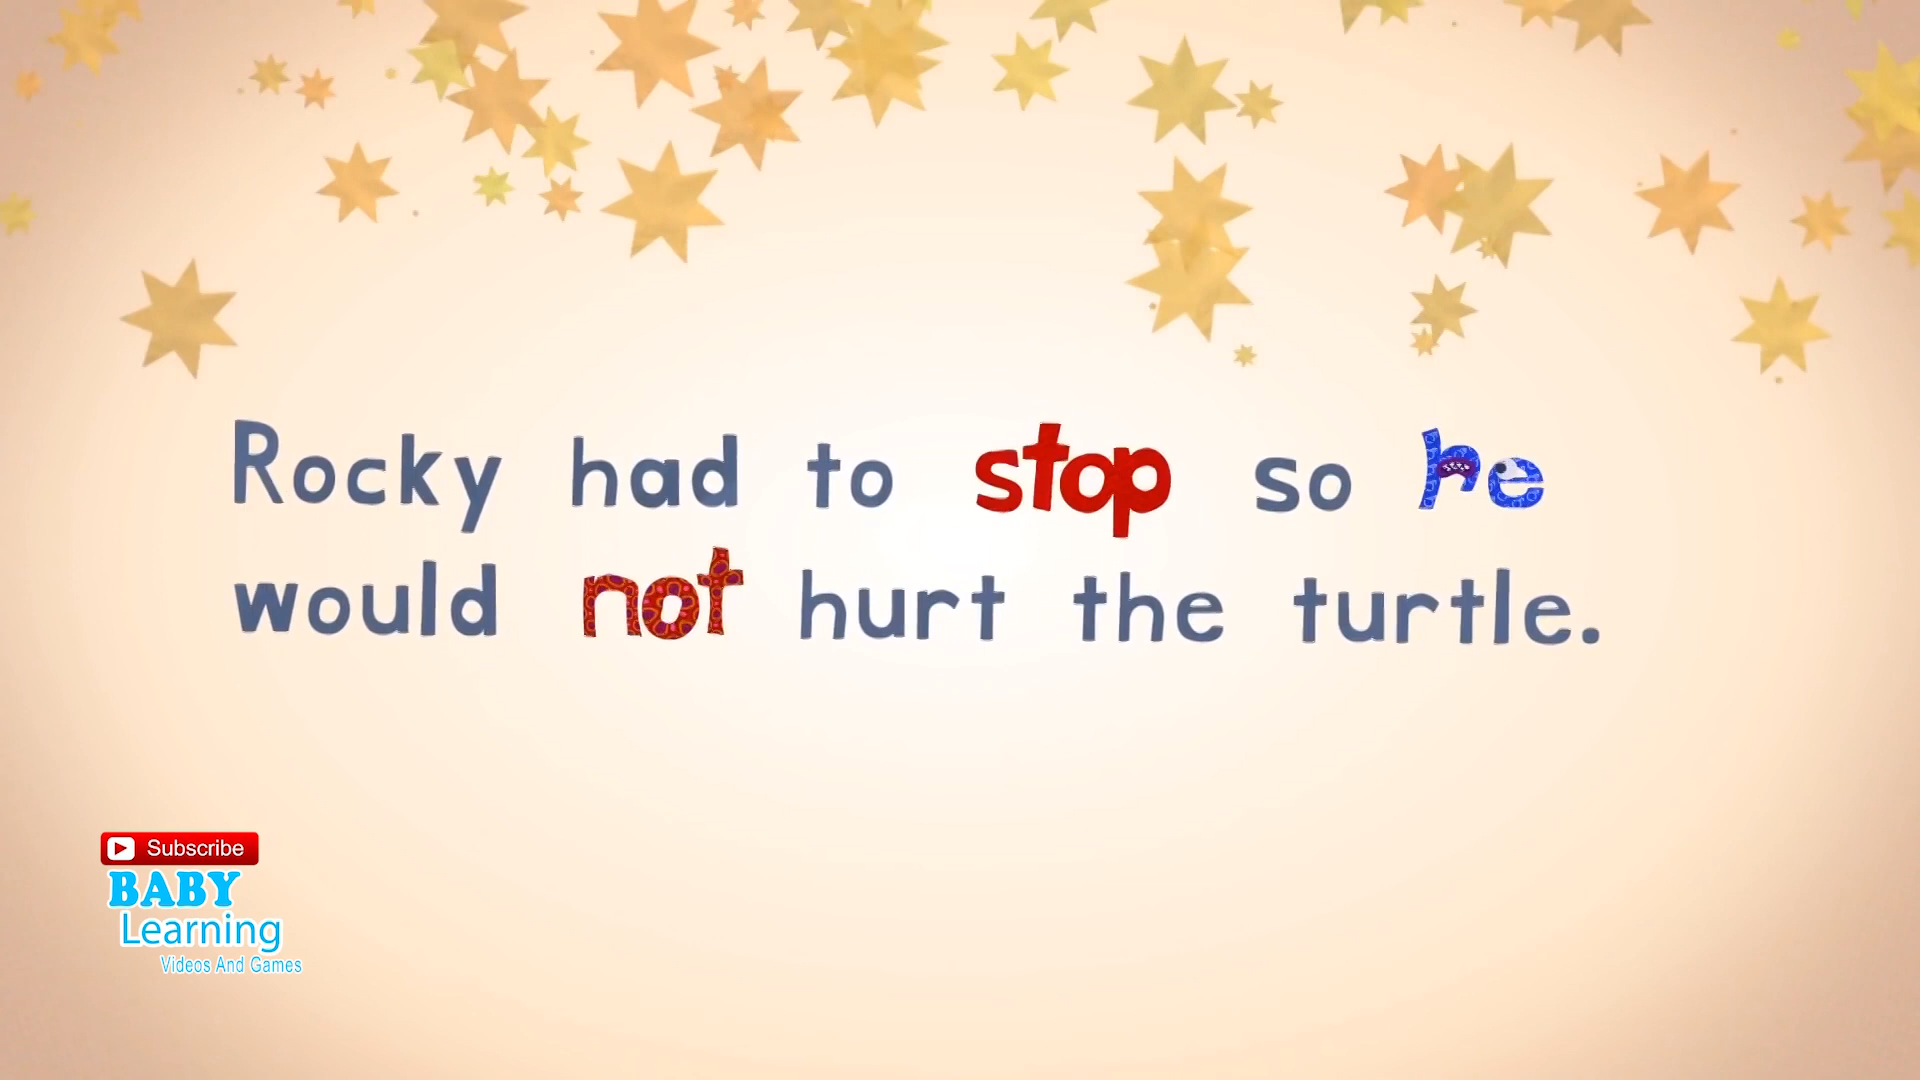 Rocky had to stop so he
would not hurt the turtle.
Subscribe
BABY
Learning
Videos And Games